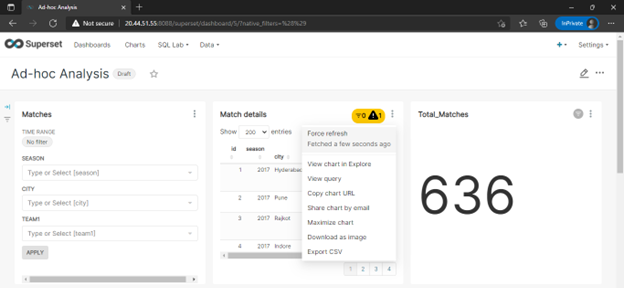 Ad-hoc Analysis
Not secure 20.44.51.55:8088/superset/dashboard/5/?native_filters=%28%29
InPrivate
Superset Dashboards Charts SQL Lab Data Settings
Ad-hoc Analysis Draft
Matches
TIME RANGE
No filter
SEASON
Type or Select [season]
CITY
Type or Select [city]
TEAM1
Type or Select [team1]
APPLY
Match details 0 1
Show 200 entries
id season city
1 2017 Hyderabad
2 2017 Pune
3 2017 Rajkot
4 2017 Indore
1 2 3 4
Force refresh
Fetched a few seconds ago
View chart in Explore
View query
Copy chart URL
Share chart by email
Maximize chart
Download as image
Export CSV
Total_Matches
636